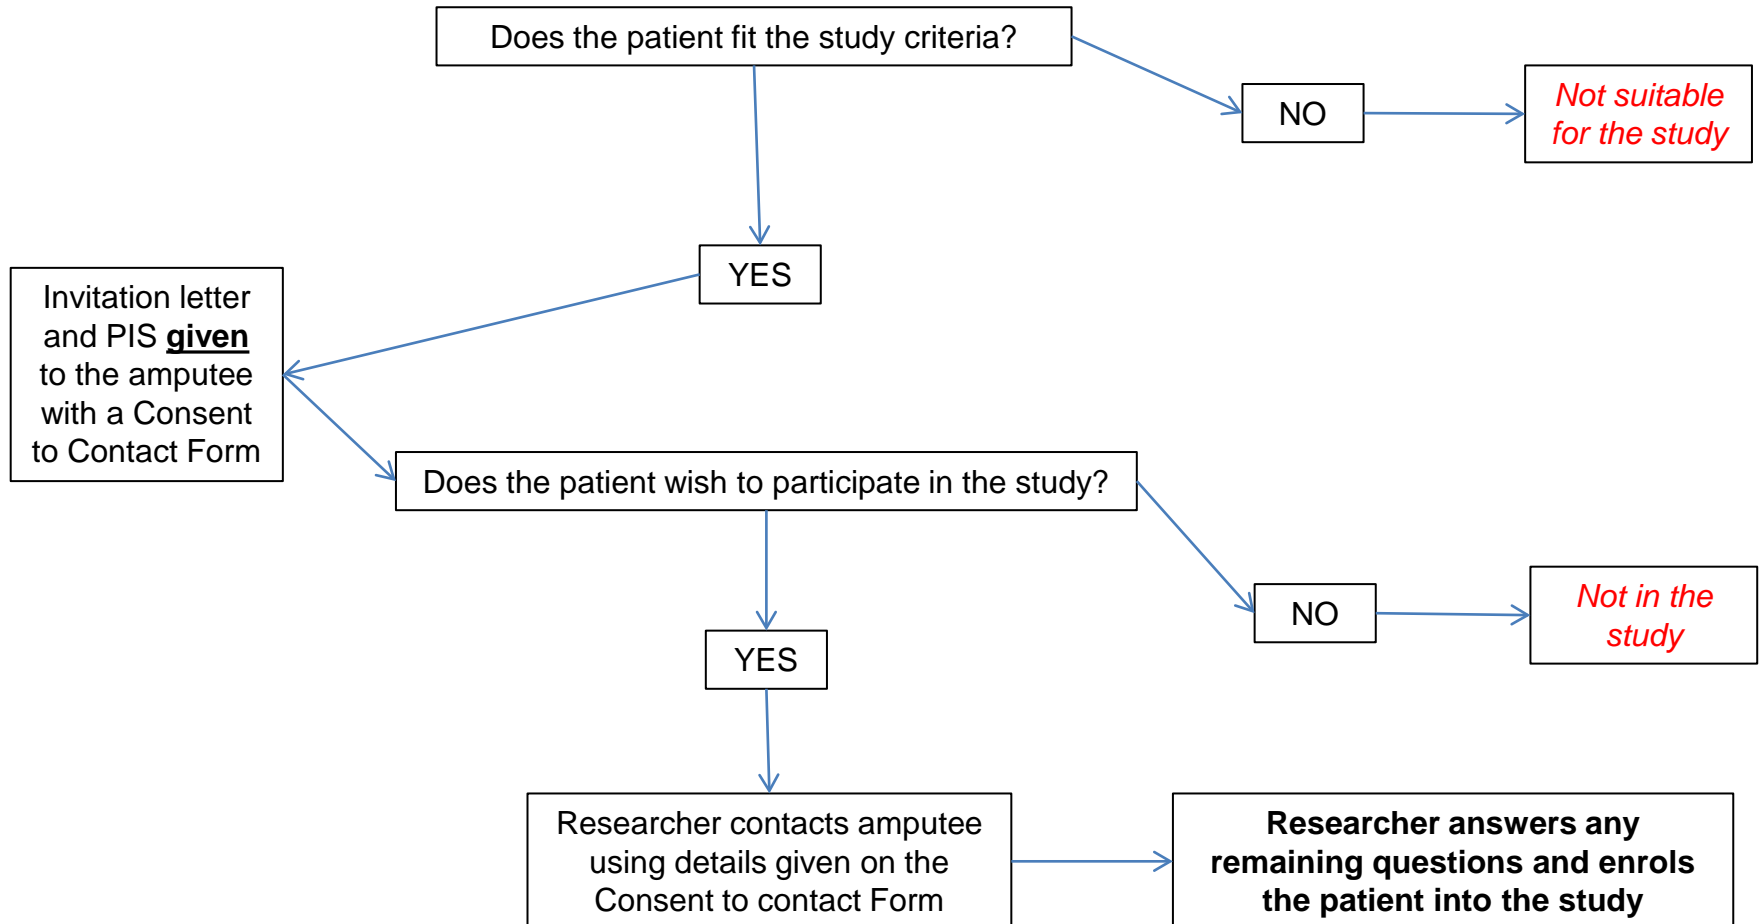 Does the patient fit the study criteria?
NO
Not suitable
for the study
YES
Invitation letter
and PIS given
to the amputee
with a Consent
to Contact Form
Does the patient wish to participate in the study?
NO
Not in the
study
YES
Researcher contacts amputee
using details given on the
Consent to contact Form
Researcher answers any
remaining questions and enrols
the patient into the study